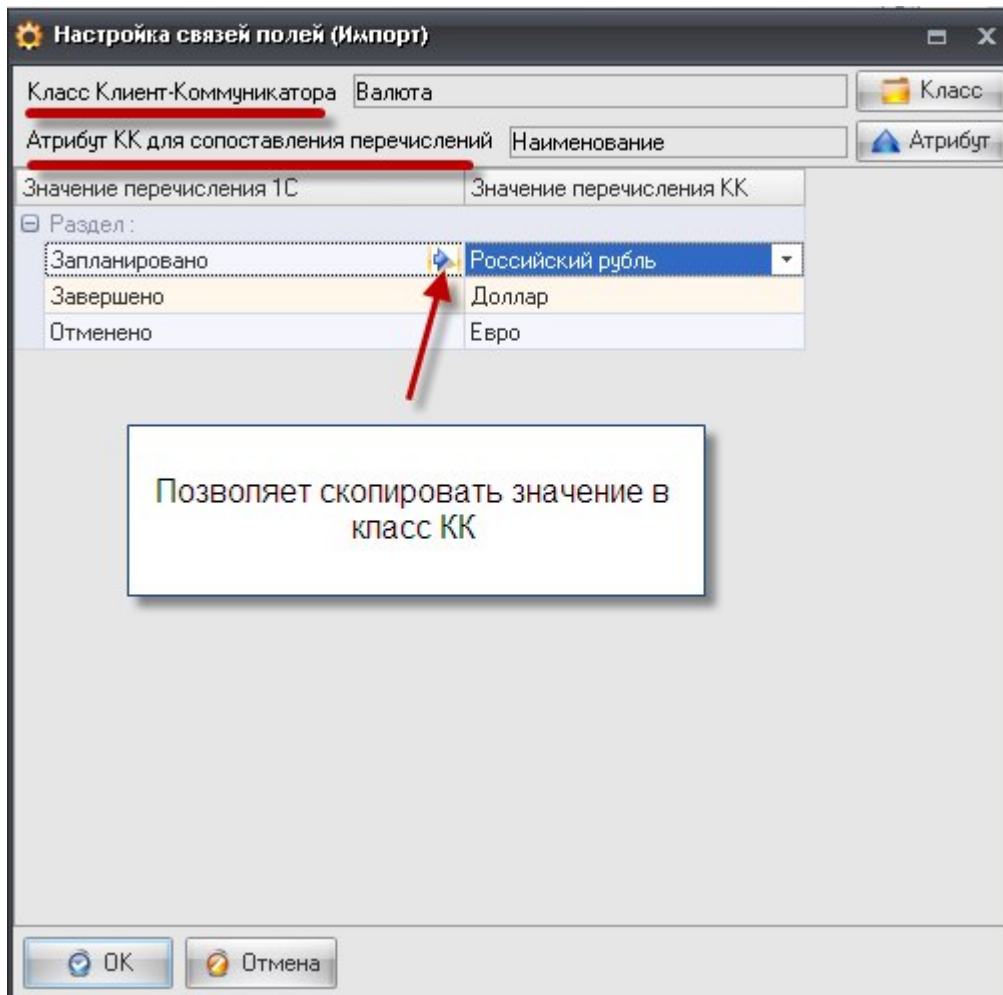 Настройка связей полей (Импорт)
Класс Клиент-Коммуникатора Валюта Класс
Атрибут КК для сопоставления перечислений Наименование Атрибут
Значение перечисления 1С Значение перечисления КК
Раздел :
Запланировано Российский рубль
Завершено Доллар
Отменено Евро
Позволяет скопировать значение в
класс КК
ОК Отмена